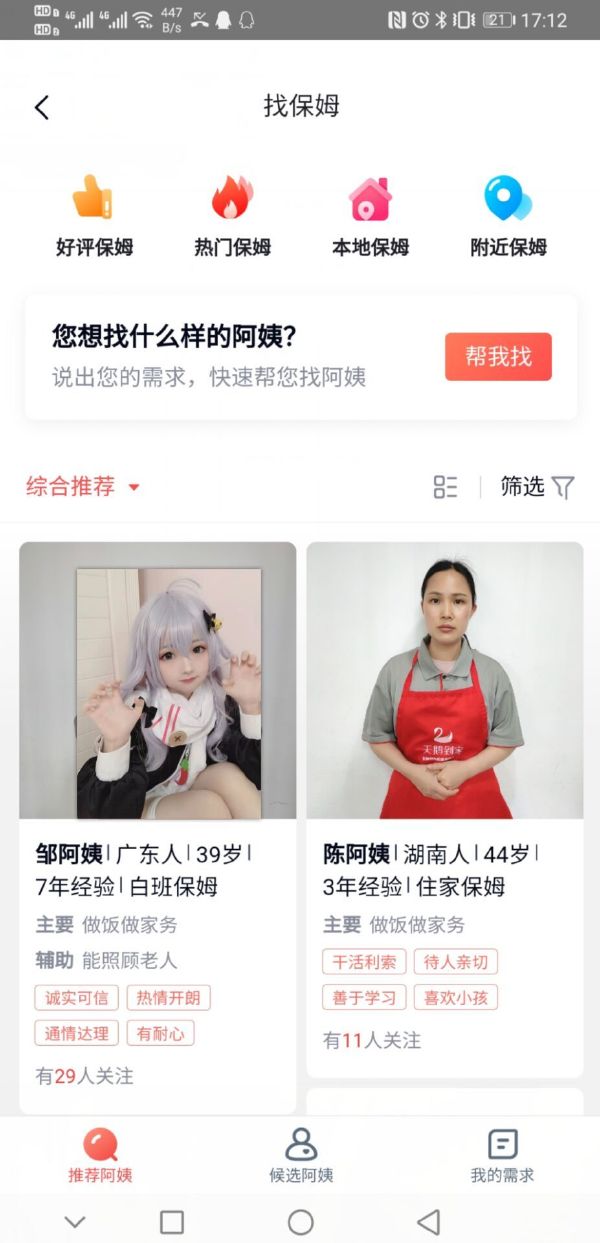 HD 1 4G 4G 447 B/s 21 17:12
HD 2
找保姆
好评保姆 热门保姆 本地保姆 附近保姆
您想找什么样的阿姨?
说出您的需求，快速帮您找阿姨
帮我找
综合推荐 筛选
邹阿姨 | 广东人 | 39岁 |
7年经验 | 白班保姆
主要 做饭做家务
辅助 能照顾老人
诚实可信 热情开朗
通情达理 有耐心
有29人关注
天鹅到家
陈阿姨 | 湖南人 | 44岁 |
3年经验 | 住家保姆
主要 做饭做家务
干活利索 待人亲切
善于学习 喜欢小孩
有11人关注
推荐阿姨 候选阿姨 我的需求